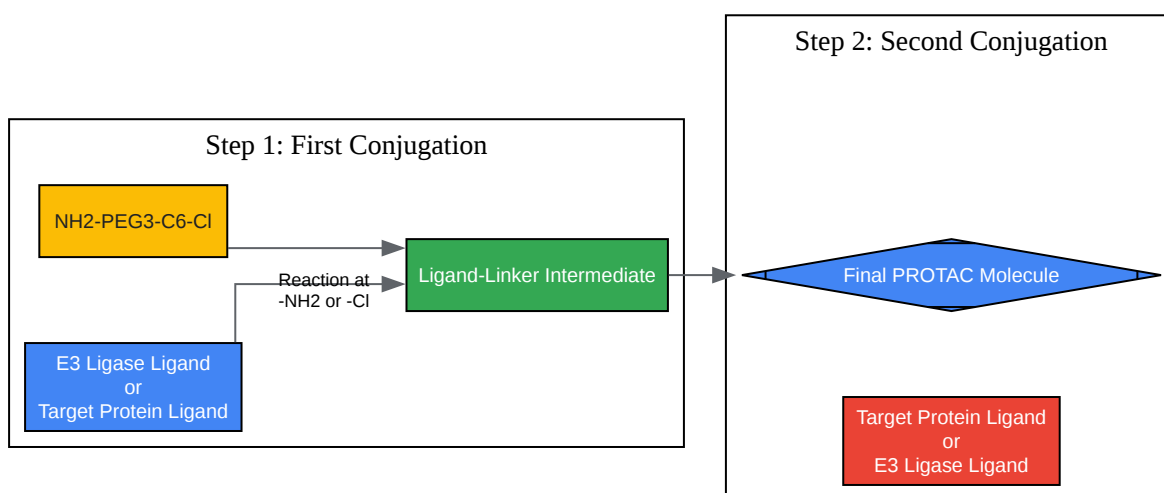 Step 1: First Conjugation
NH2-PEG3-C6-Cl
Reaction at
-NH2 or -Cl
Ligand-Linker Intermediate
E3 Ligase Ligand
or
Target Protein Ligand
Step 2: Second Conjugation
Final PROTAC Molecule
Target Protein Ligand
or
E3 Ligase Ligand